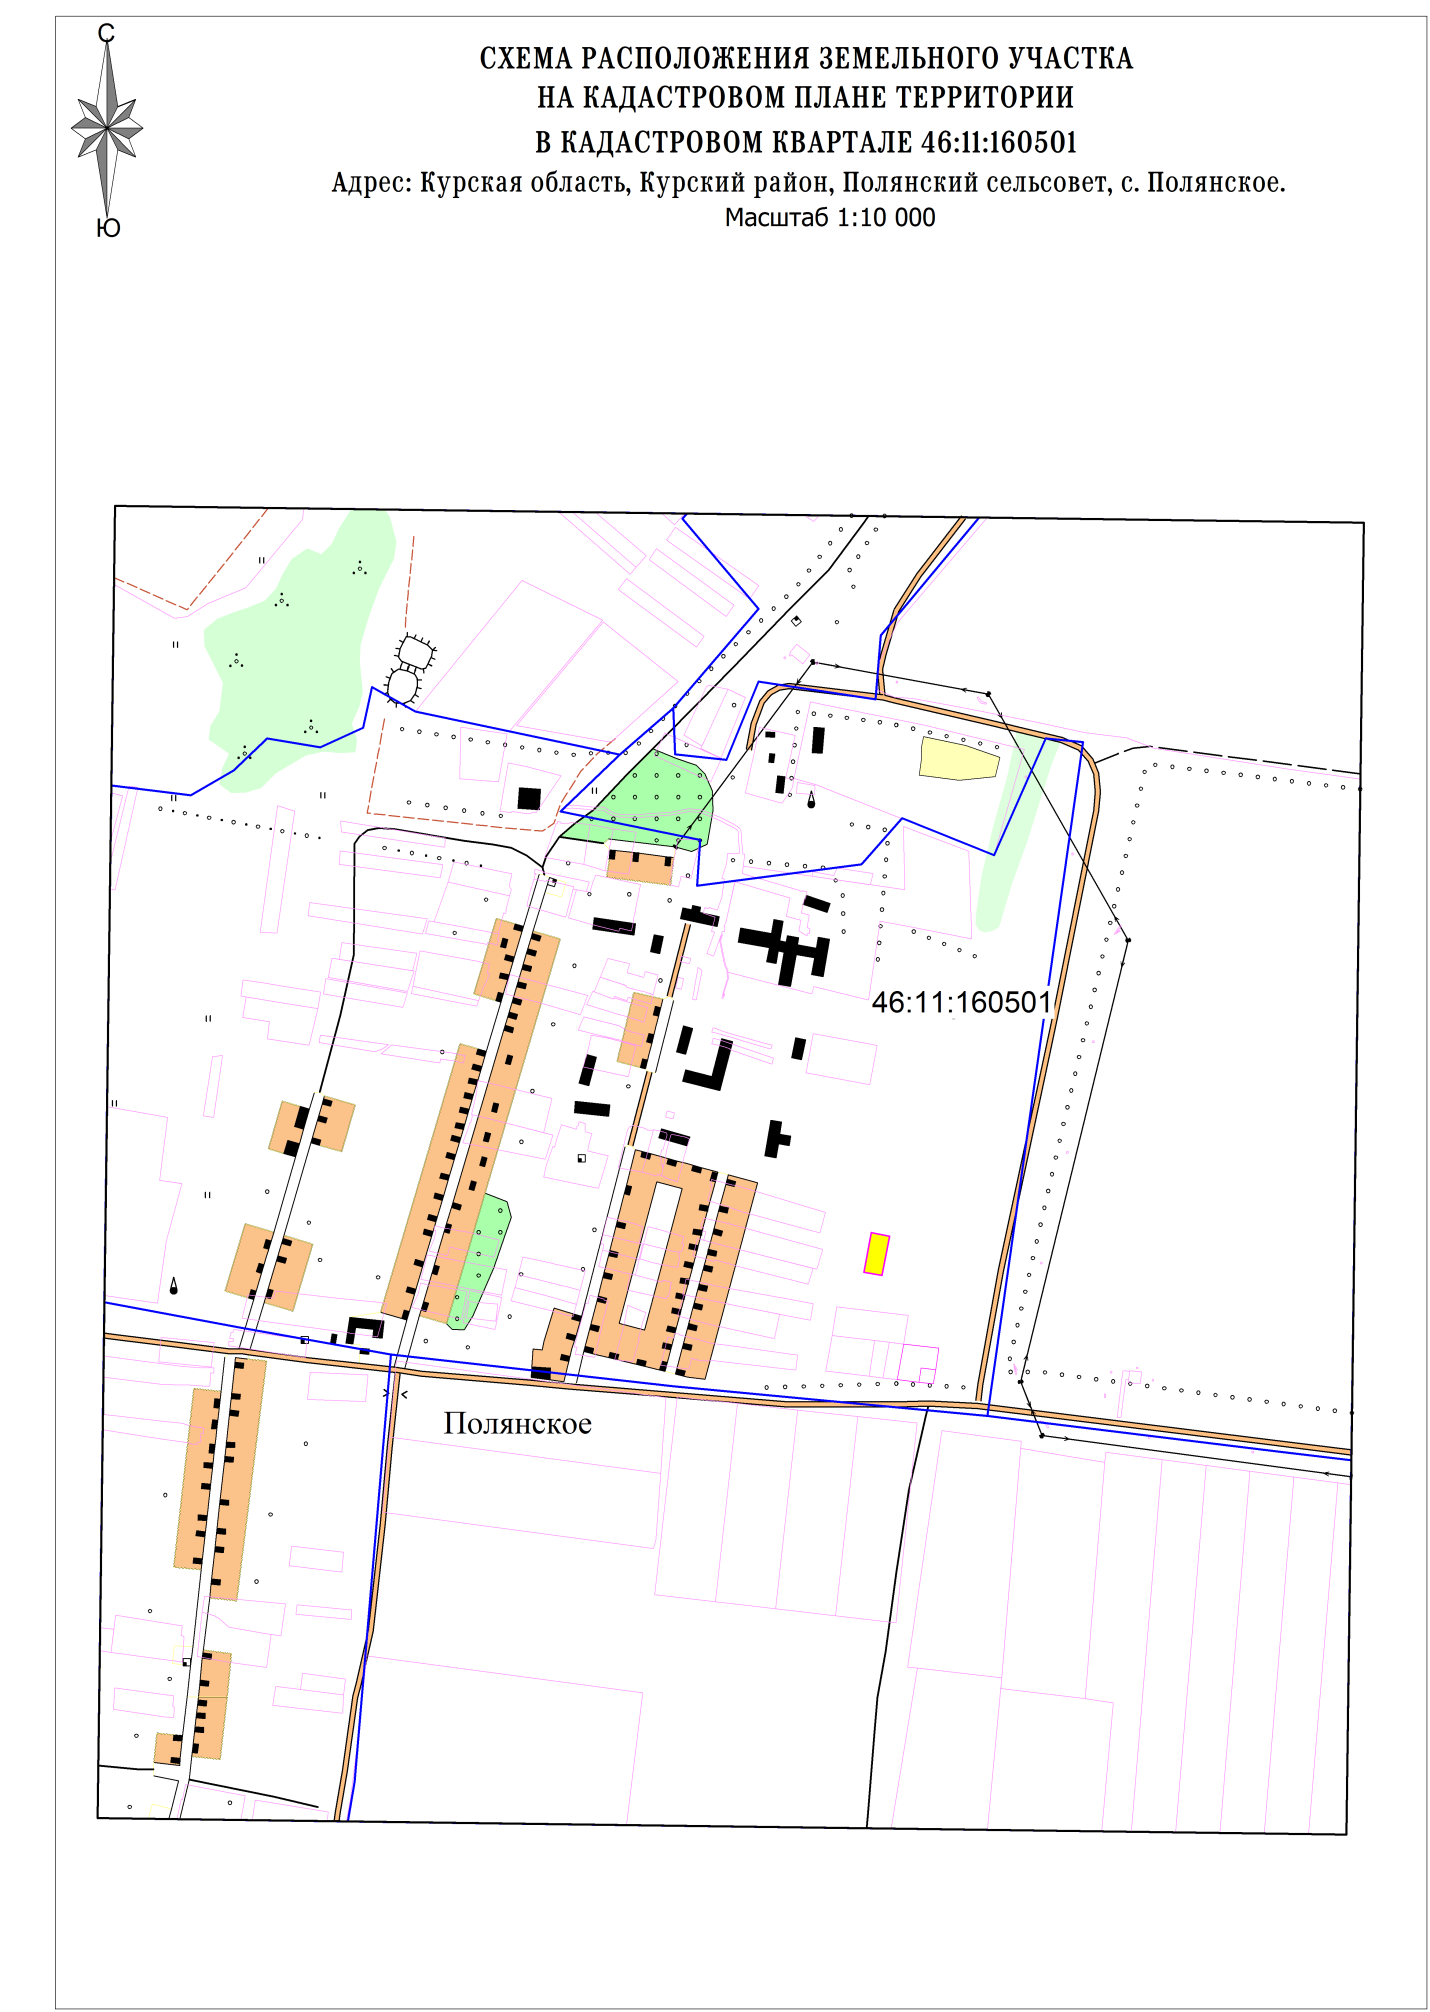 С
СХЕМА РАСПОЛОЖЕНИЯ ЗЕМЕЛЬНОГО УЧАСТКА
НА КАДАСТРОВОМ ПЛАНЕ ТЕРРИТОРИИ
В КАДАСТРОВОМ КВАРТАЛЕ 46:11:160501
Адрес: Курская область, Курский район, Полянский сельсовет, с. Полянское.
Масштаб 1:10 000
Ю
46:11:160501
Полянское